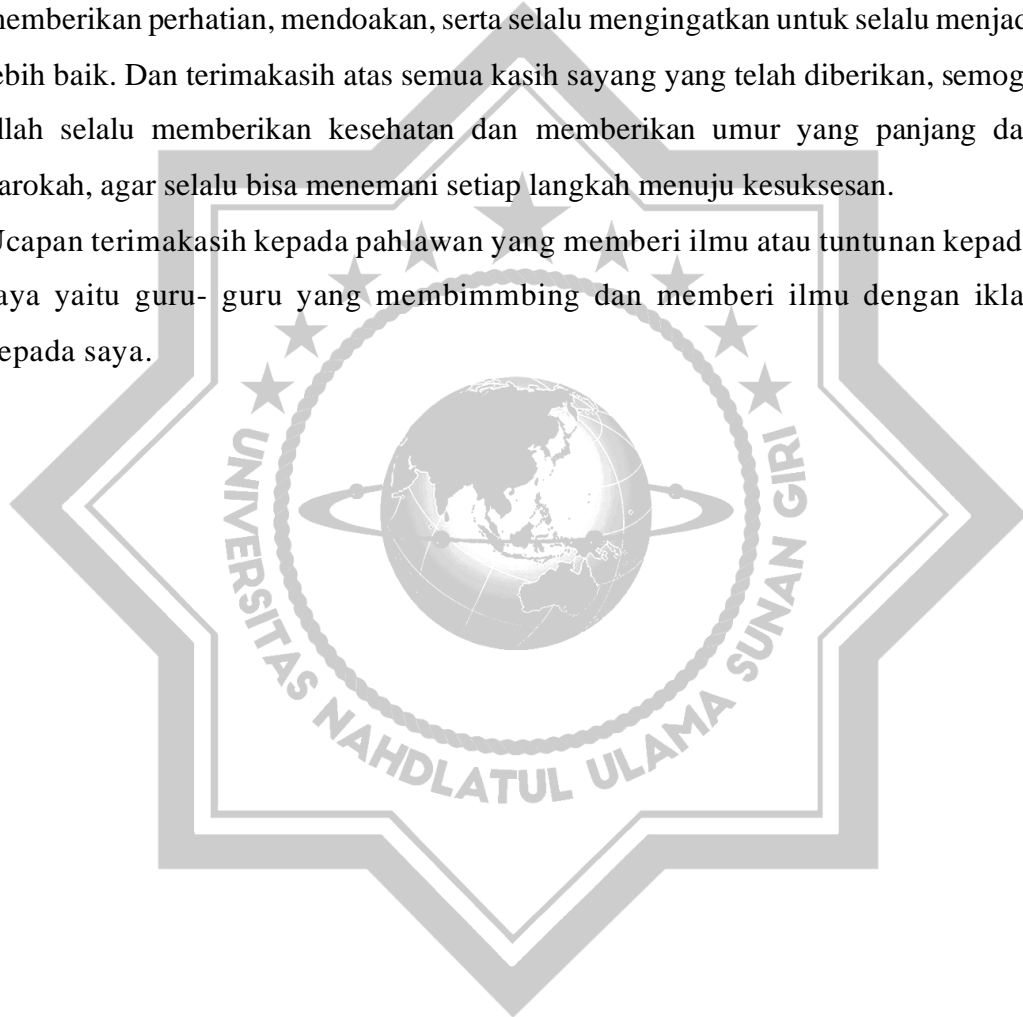 memberikan perhatian, mendoakan, serta selalu mengingatkan untuk selalu menjad
ebih baik. Dan terimakasih atas semua kasih sayang yang telah diberikan, semog
llah selalu memberikan kesehatan dan memberikan umur yang panjang da
arokah, agar selalu bisa menemani setiap langkah menuju kesuksesan.
Ucapan terimakasih kepada pahlawan yang memberi ilmu atau tuntunan kepad
aya yaitu guru- guru yang membimmbing dan memberi ilmu dengan ikla
epada saya.
UNIVERSITAS NAHDLATUL ULAMA SUNAN GIRI